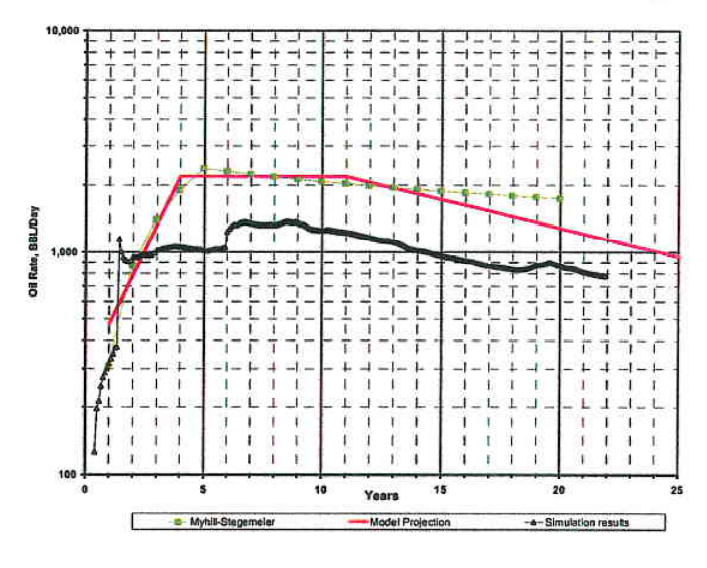 10,000
1,000
100
Oil Rate, BBL/Day
0
5
10
15
20
25
Years
Myhill-Stegemeier
Model Projection
Simulation results